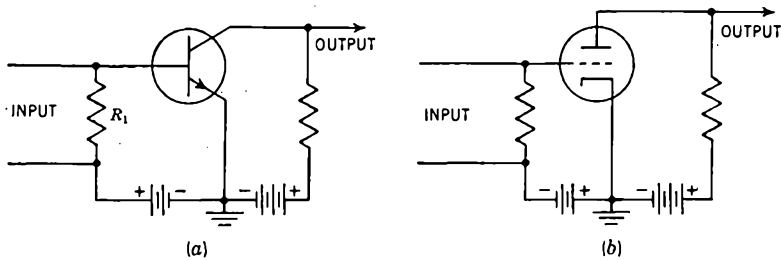 OUTPUT
INPUT
R₁
+ - - +
(a)
OUTPUT
INPUT
- + - +
(b)